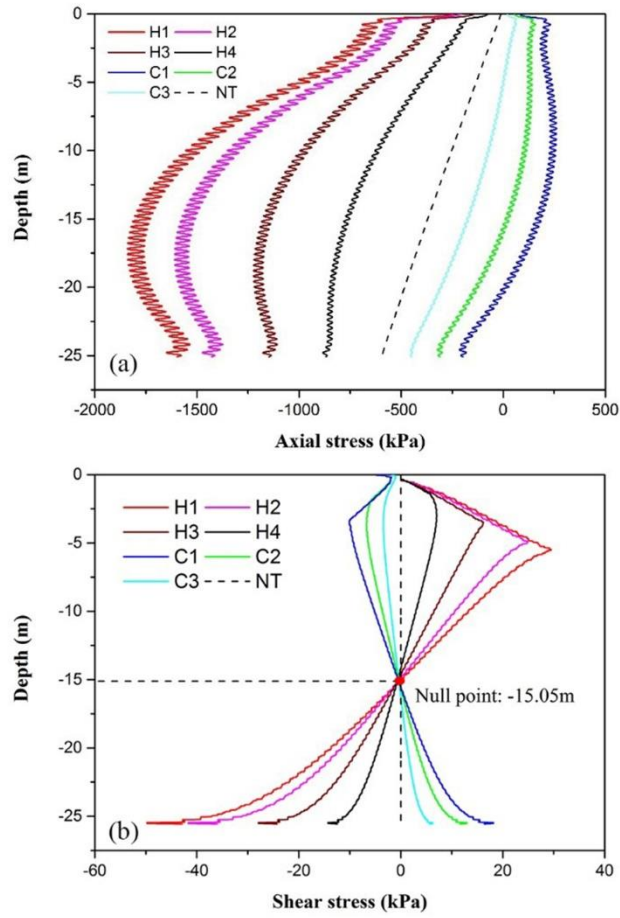 0
-5
-10
-15
-20
-25
Depth (m)
H1 H2
H3 H4
C1 C2
C3 NT
(a)
-2000 -1500 -1000 -500 0 500
Axial stress (kPa)
0
-5
-10
-15
-20
-25
-30
Depth (m)
H1 H2
H3 H4
C1 C2
C3 NT
Null point: -15.05m
(b)
-60 -40 -20 0 20 40
Shear stress (kPa)